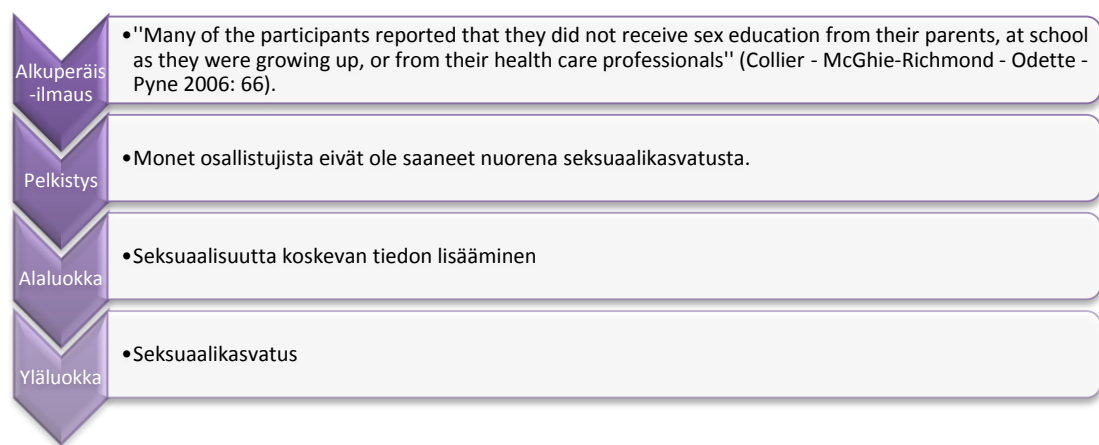 Alkuperäis
-ilmaus
•''Many of the participants reported that they did not receive sex education from their parents, at school
as they were growing up, or from their health care professionals'' (Collier - McGhie-Richmond - Odette -
Pyne 2006: 66).
Pelkistys
•Monet osallistujista eivät ole saaneet nuorena seksuaalikasvatusta.
Alaluokka
•Seksuaalisuutta koskevan tiedon lisääminen
Yläluokka
•Seksuaalikasvatus